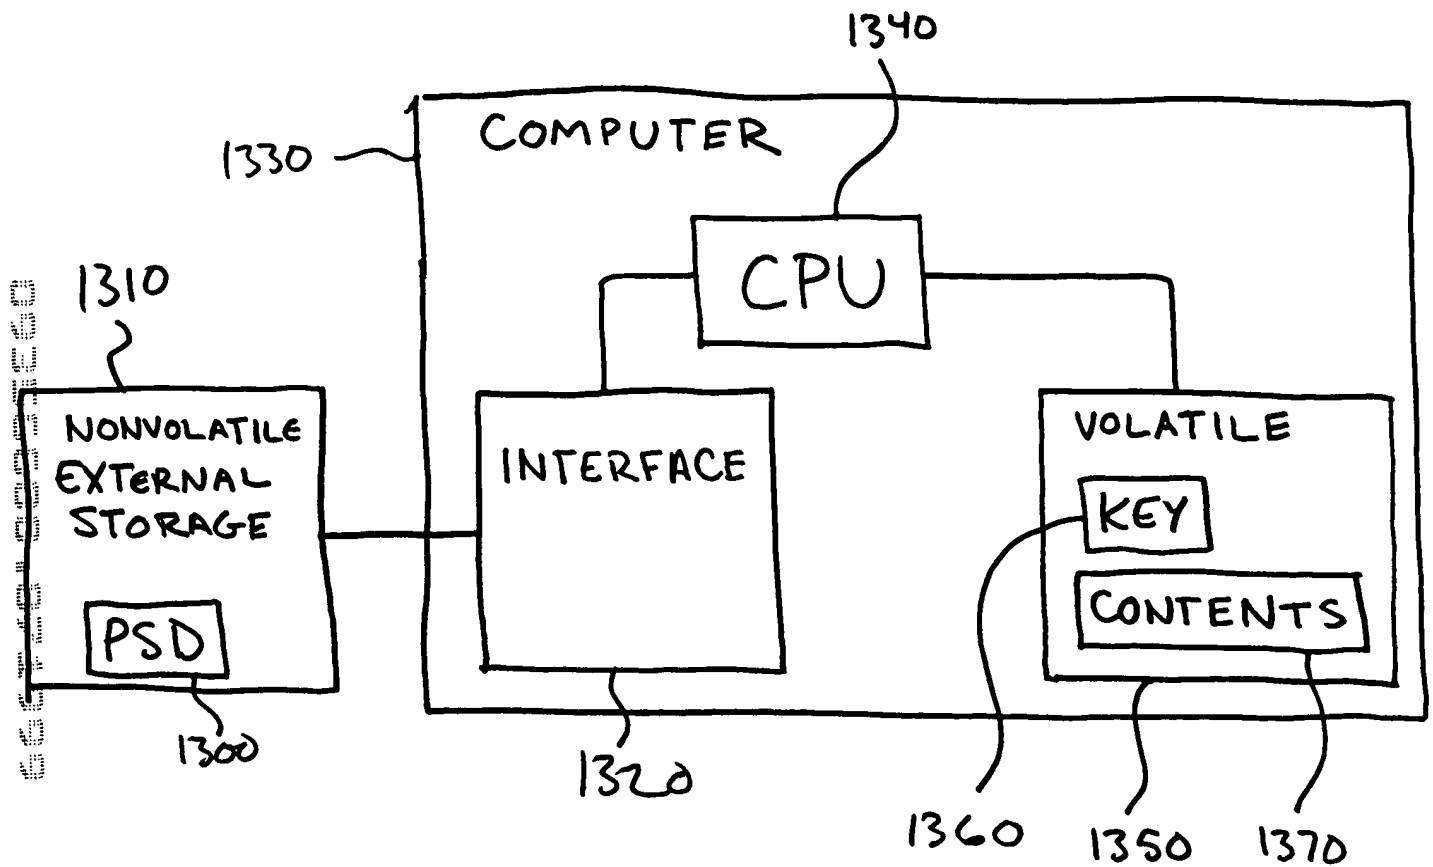 1340
COMPUTER
1330
CPU
1310
NONVOLATILE
EXTERNAL
STORAGE
PSD
1300
INTERFACE
1320
VOLATILE
KEY
CONTENTS
1360
1350
1370